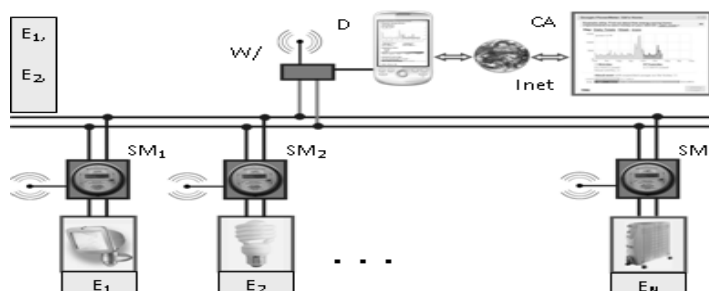 E1,
E2,
W/
D
CA
Inet
SM1
SM2
SM
E1
E2
. . .
EN